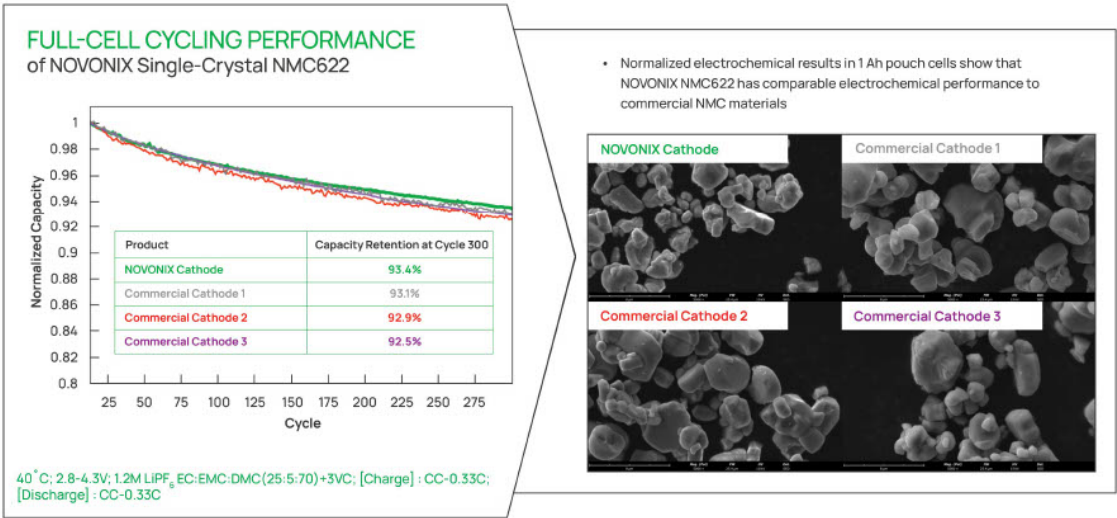 FULL-CELL CYCLING PERFORMANCE
of NOVONIX Single-Crystal NMC622
Normalized Capacity
1
0.98
0.96
0.94
0.92
0.9
0.88
0.86
0.84
0.82
0.8
Product Capacity Retention at Cycle 300
NOVONIX Cathode 93.4%
Commercial Cathode 1 93.1%
Commercial Cathode 2 92.9%
Commercial Cathode 3 92.5%
25 50 75 100 125 150 175 200 225 250 275
Cycle
40°C; 2.8-4.3V; 1.2M LiPF₆ EC:EMC:DMC(25:5:70)+3VC; [Charge] : CC-0.33C;
[Discharge] : CC-0.33C
• Normalized electrochemical results in 1 Ah pouch cells show that
NOVONIX NMC622 has comparable electrochemical performance to
commercial NMC materials
NOVONIX Cathode
Commercial Cathode 1
Commercial Cathode 2
Commercial Cathode 3